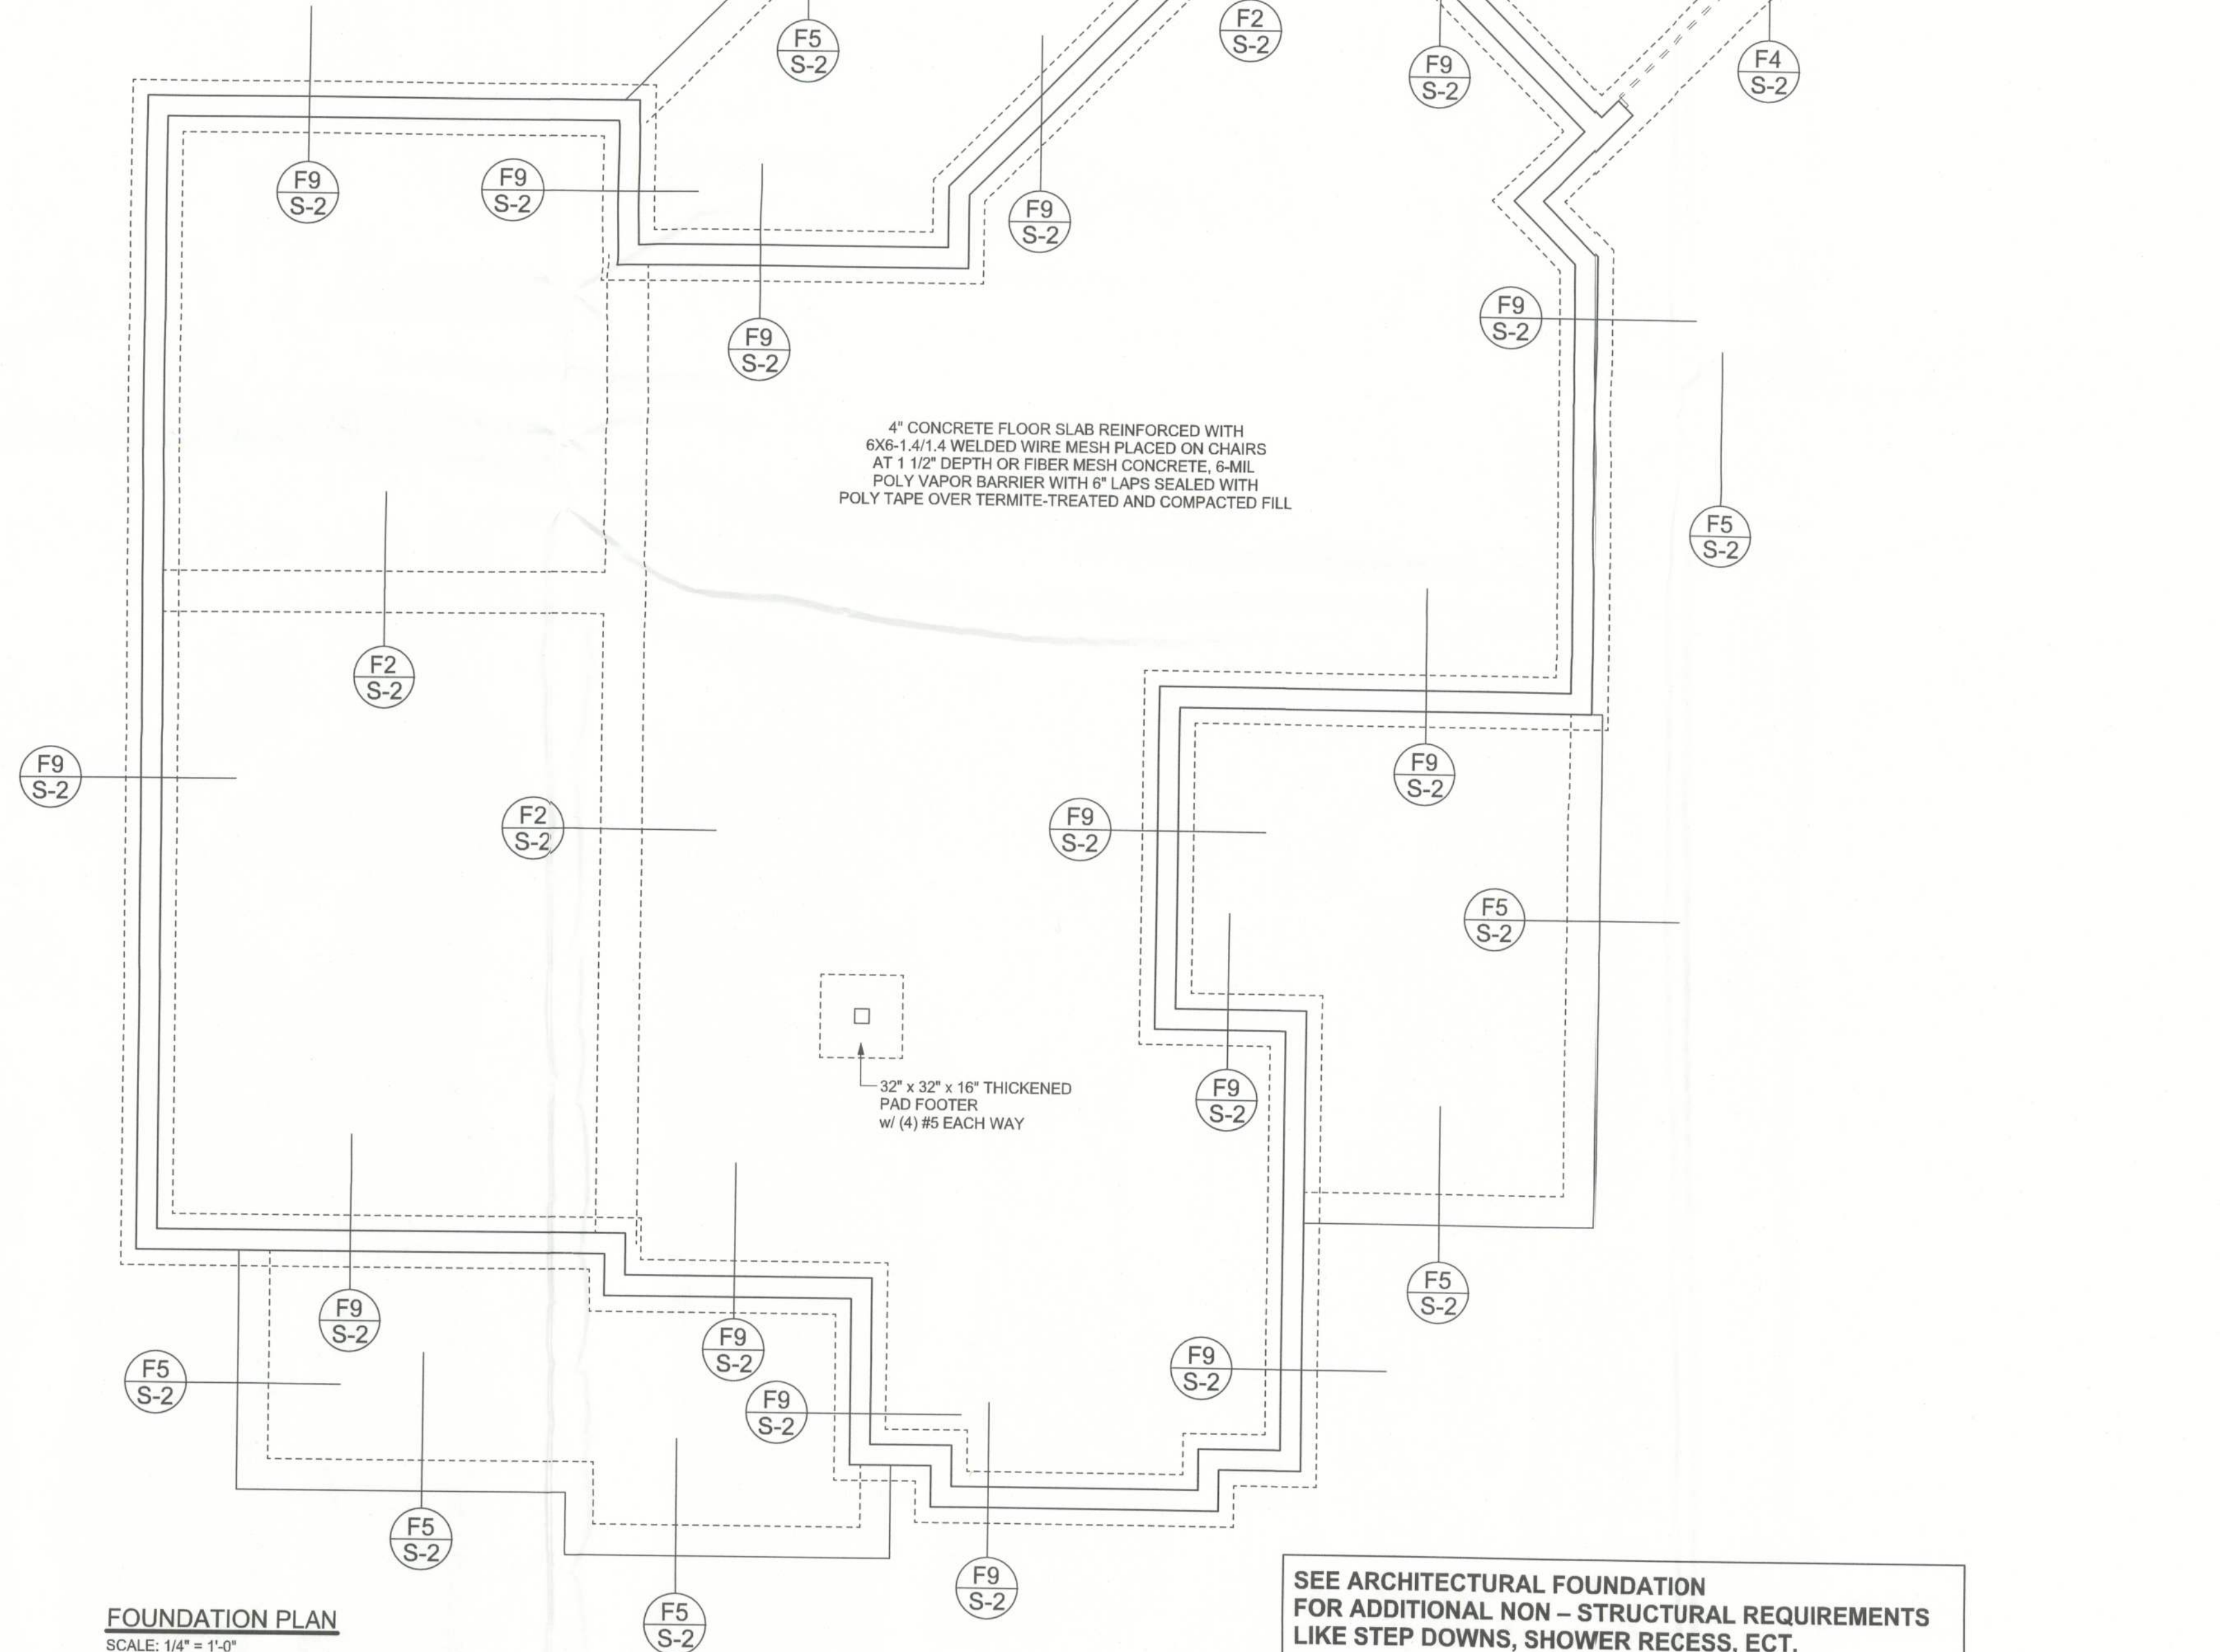 F5
S-2
F2
S-2
F9
S-2
F4
S-2
F9
S-2
F9
S-2
F9
S-2
F9
S-2
F9
S-2
4" CONCRETE FLOOR SLAB REINFORCED WITH
6X6-1.4/1.4 WELDED WIRE MESH PLACED ON CHAIRS
AT 1 1/2" DEPTH OR FIBER MESH CONCRETE, 6-MIL
POLY VAPOR BARRIER WITH 6" LAPS SEALED WITH
POLY TAPE OVER TERMITE-TREATED AND COMPACTED FILL
F5
S-2
F2
S-2
F9
S-2
F9
S-2
F2
S-2
F9
S-2
F5
S-2
32" x 32" x 16" THICKENED
PAD FOOTER
w/ (4) #5 EACH WAY
F9
S-2
F5
S-2
F9
S-2
F9
S-2
F9
S-2
F5
S-2
F9
S-2
F5
S-2
F9
S-2
F5
S-2
FOUNDATION PLAN
SCALE: 1/4" = 1'-0"
SEE ARCHITECTURAL FOUNDATION
FOR ADDITIONAL NON – STRUCTURAL REQUIREMENTS
LIKE STEP DOWNS, SHOWER RECESS, ECT.